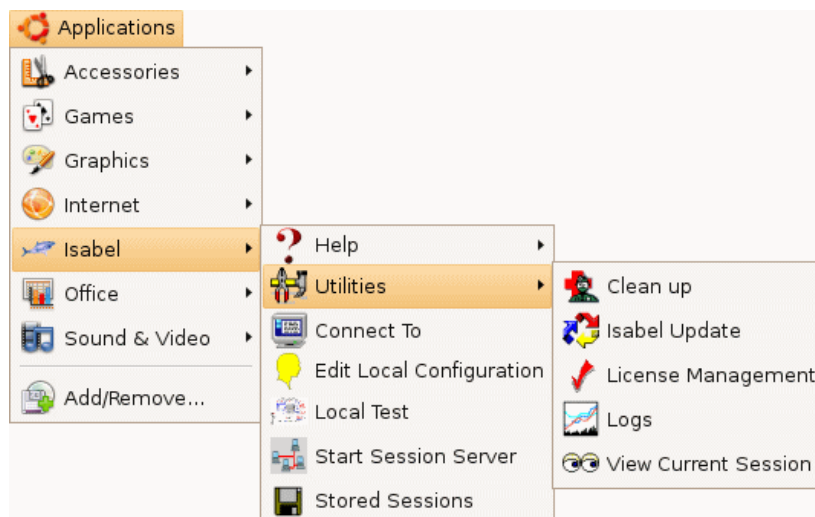 Applications
Accessories
Games
Graphics
Internet
Isabel
Office
Sound & Video
Add/Remove...
Help
Utilities
Connect To
Edit Local Configuration
Local Test
Start Session Server
Stored Sessions
Clean up
Isabel Update
License Management
Logs
View Current Session